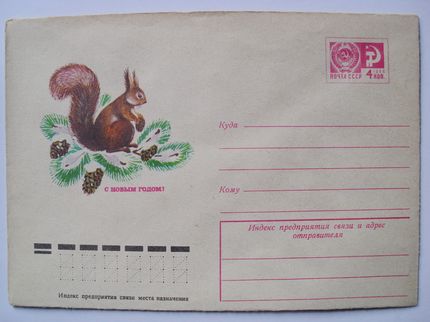 ПОЧТА СССР
4 коп.
Куда
С НОВЫМ ГОДОМ!
Кому
Индекс предприятия связи и адрес
отправителя
Индекс предприятия связи места назначения